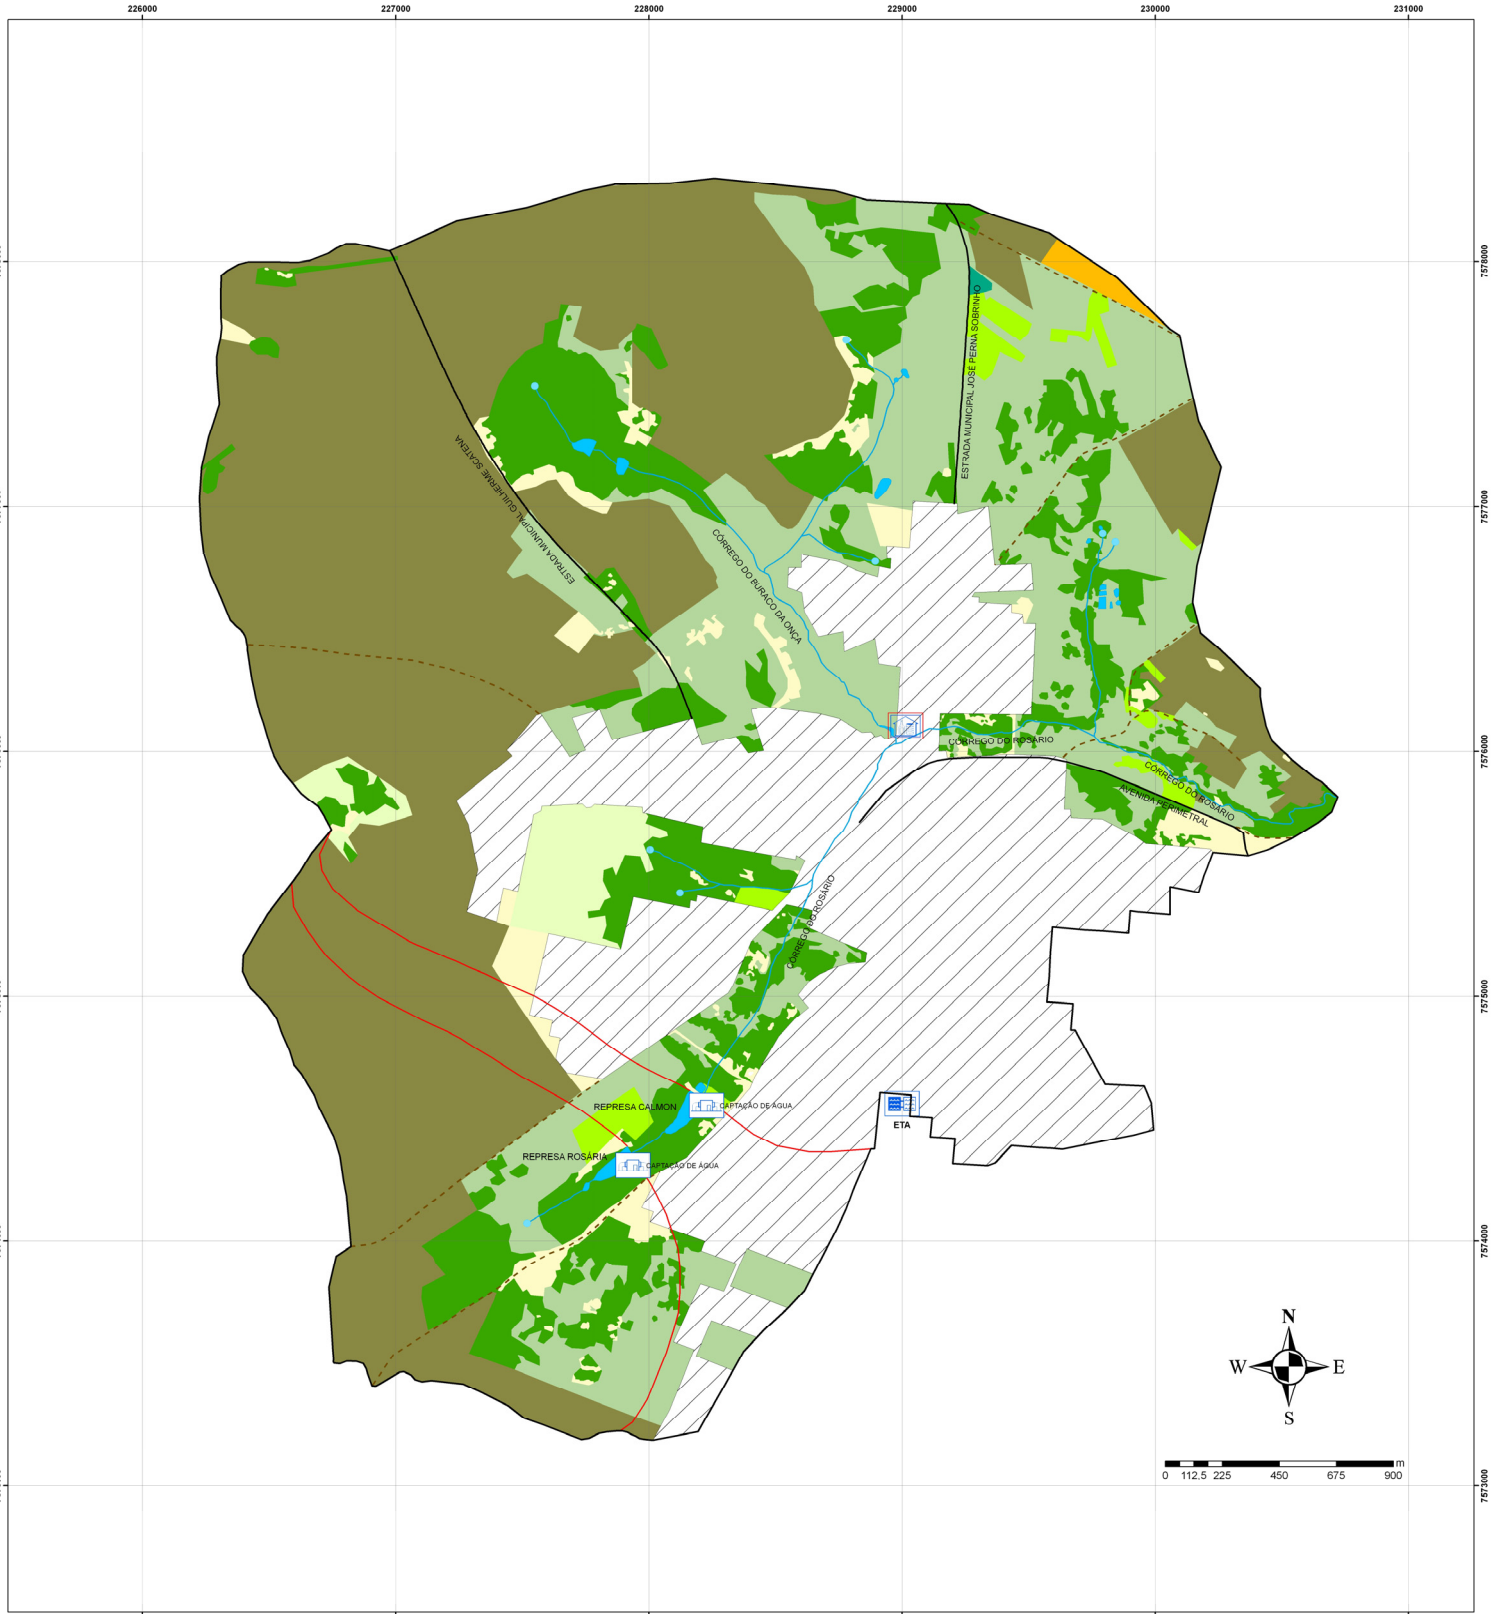 226000 227000 228000 229000 230000 231000
7578000
ESTRADA MUNICIPAL JOSÉ PERNA SOBRINHO
ESTRADA MUNICIPAL GUILHERME SCATENA
7577000
CÓRREGO DO BURACO DA ONÇA
CÓRREGO DO ROSÁRIO
7576000
CÓRREGO DO ROSÁRIO
AVENIDA PERIMETRAL
CÓRREGO DO ROSÁRIO
7575000
REPRESA CALMON
CAPTAÇÃO DE ÁGUA
ETA
REPRESA ROSÁRIA
CAPTAÇÃO DE ÁGUA
7574000
N
W E
S
m
0 112,5 225 450 675 900
7573000